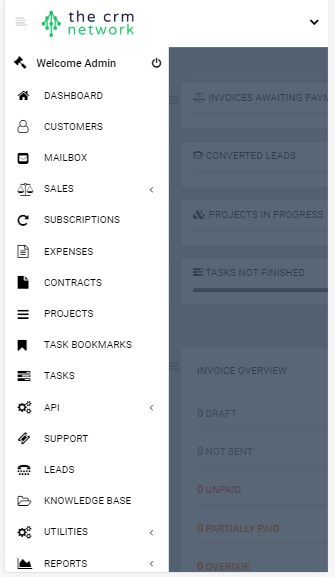 the crm
network
Welcome Admin
DASHBOARD
CUSTOMERS
MAILBOX
SALES
SUBSCRIPTIONS
EXPENSES
CONTRACTS
PROJECTS
TASK BOOKMARKS
TASKS
API
SUPPORT
LEADS
KNOWLEDGE BASE
UTILITIES
REPORTS
INVOICES AWAITING PAYM
CONVERTED LEADS
PROJECTS IN PROGRESS
TASKS NOT FINISHED
INVOICE OVERVIEW
0 DRAFT
0 NOT SENT
0 UNPAID
0 PARTIALLY PAID
0 OVERDUE